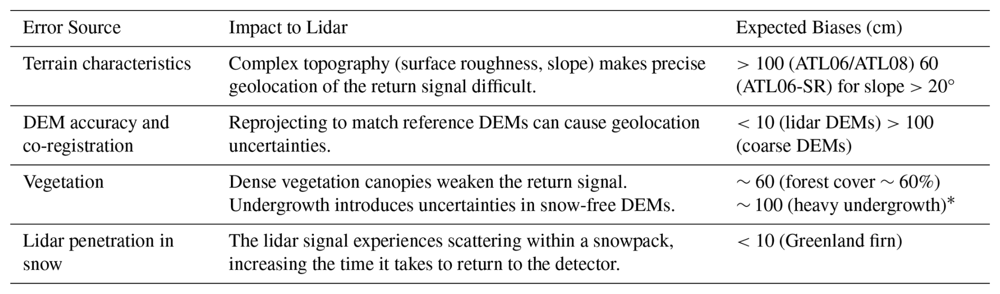 Error Source Impact to Lidar Expected Biases (cm)
Terrain characteristics Complex topography (surface roughness, slope) makes precise > 100 (ATL06/ATL08) 60
geolocation of the return signal difficult. (ATL06-SR) for slope > 20°
DEM accuracy and Reprojecting to match reference DEMs can cause geolocation < 10 (lidar DEMs) > 100
co-registration uncertainties. (coarse DEMs)
Vegetation Dense vegetation canopies weaken the return signal. ∼ 60 (forest cover ∼ 60%)
Undergrowth introduces uncertainties in snow-free DEMs. ∼ 100 (heavy undergrowth)*
Lidar penetration in The lidar signal experiences scattering within a snowpack, < 10 (Greenland firn)
snow increasing the time it takes to return to the detector.